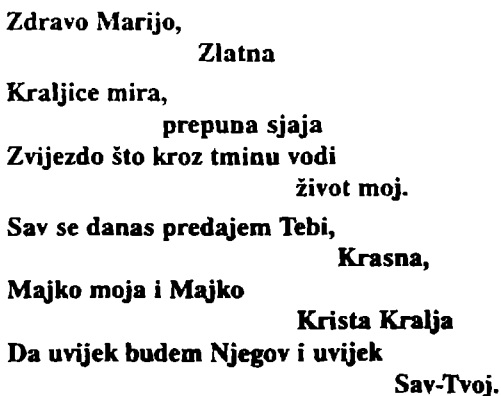 Zdravo Marijo,
Zlatna
Kraljice mira,
prepuna sjaja
Zvijezdo što kroz tminu vodi
život moj.
Sav se danas predajem Tebi,
Krasna,
Majko moja i Majko
Krista Kralja
Da uvijek budem Njegov i uvijek
Sav-Tvoj.